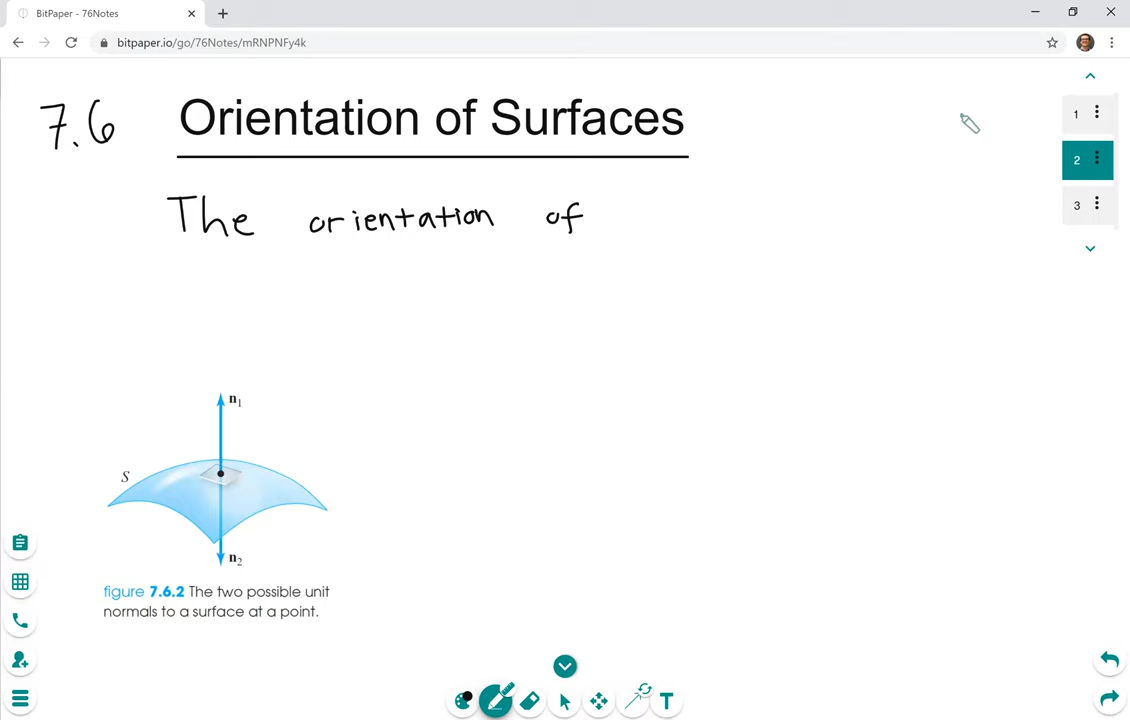 BitPaper - 76Notes
bitpaper.io/go/76Notes/mRNPNFy4k
7.6 Orientation of Surfaces
1
2
3
The orientation of
n1
S
n2
figure 7.6.2 The two possible unit
normals to a surface at a point.
T